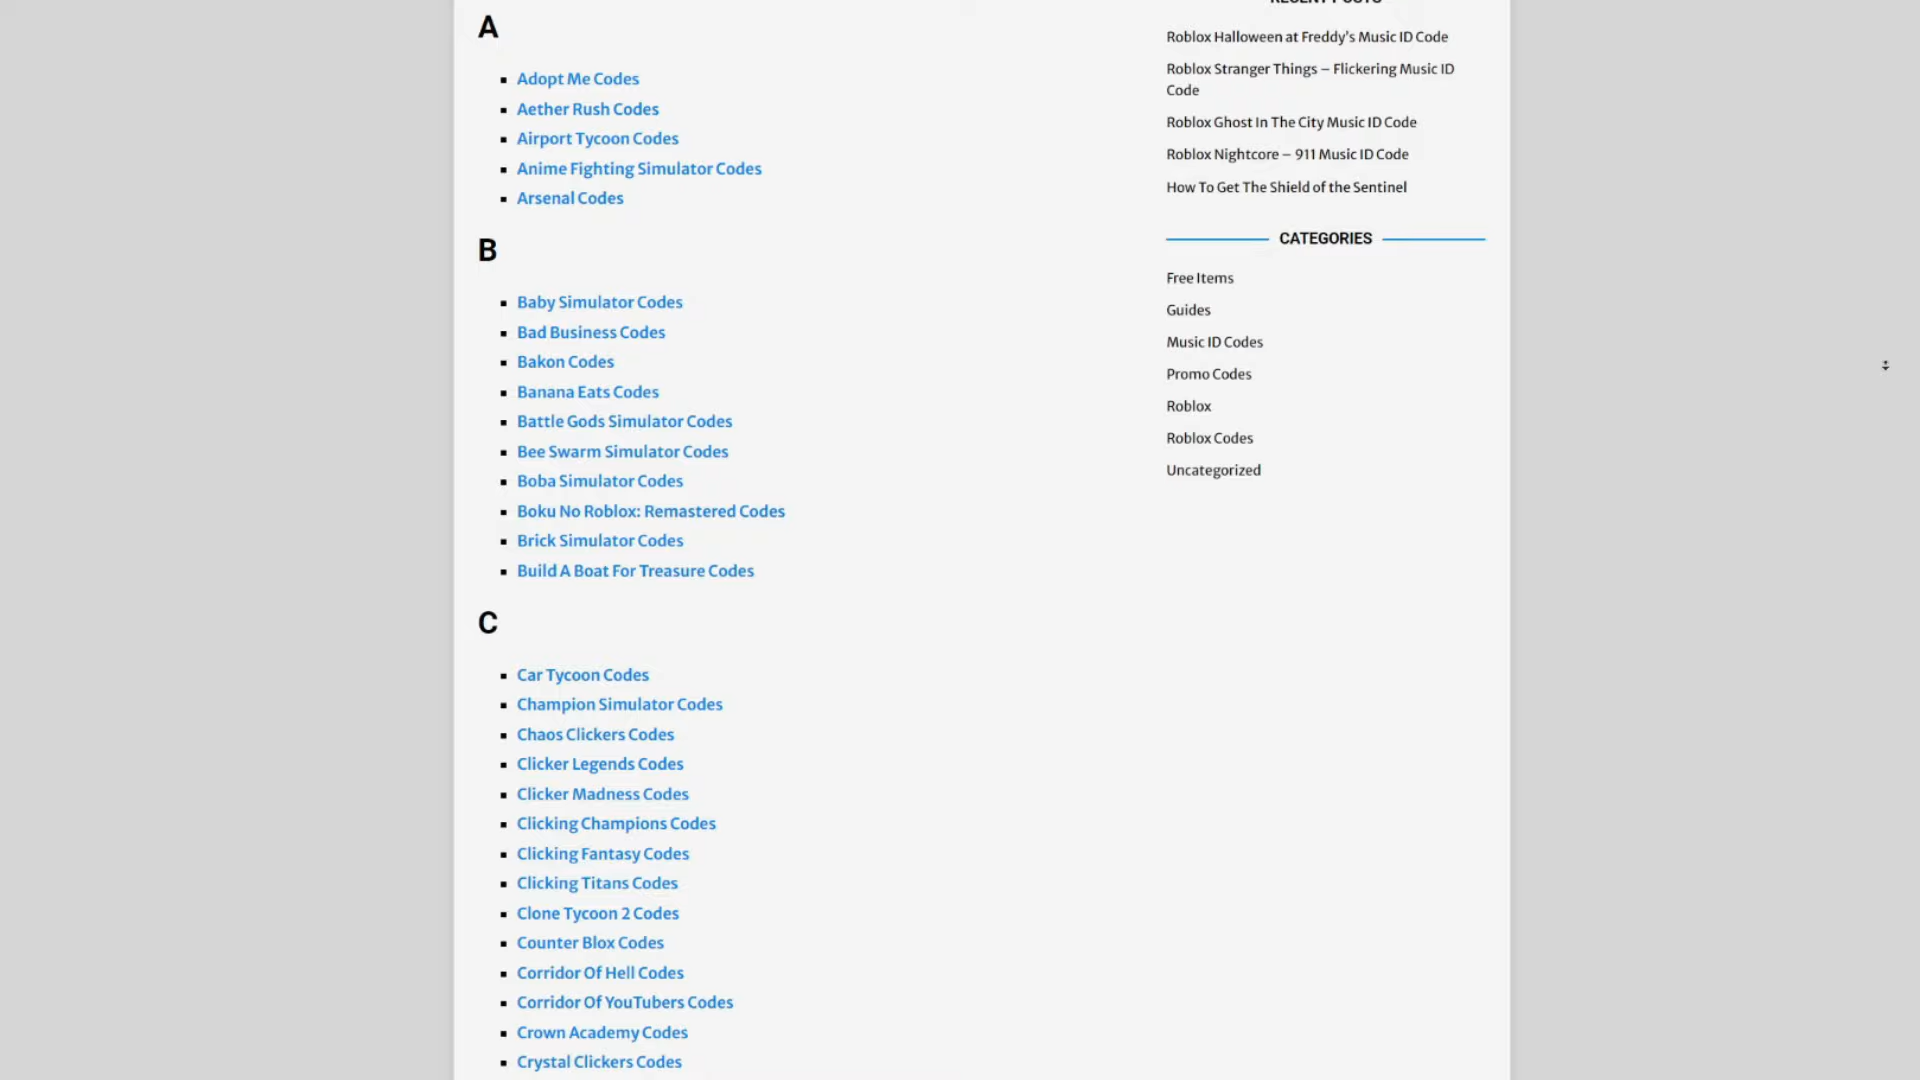 A
Adopt Me Codes
Aether Rush Codes
Airport Tycoon Codes
Anime Fighting Simulator Codes
Arsenal Codes
B
Baby Simulator Codes
Bad Business Codes
Bakon Codes
Banana Eats Codes
Battle Gods Simulator Codes
Bee Swarm Simulator Codes
Boba Simulator Codes
Boku No Roblox: Remastered Codes
Brick Simulator Codes
Build A Boat For Treasure Codes
C
Car Tycoon Codes
Champion Simulator Codes
Chaos Clickers Codes
Clicker Legends Codes
Clicker Madness Codes
Clicking Champions Codes
Clicking Fantasy Codes
Clicking Titans Codes
Clone Tycoon 2 Codes
Counter Blox Codes
Corridor Of Hell Codes
Corridor Of YouTubers Codes
Crown Academy Codes
Crystal Clickers Codes
RECENT POSTS
Roblox Halloween at Freddy's Music ID Code
Roblox Stranger Things – Flickering Music ID
Code
Roblox Ghost In The City Music ID Code
Roblox Nightcore – 911 Music ID Code
How To Get The Shield of the Sentinel
CATEGORIES
Free Items
Guides
Music ID Codes
Promo Codes
Roblox
Roblox Codes
Uncategorized